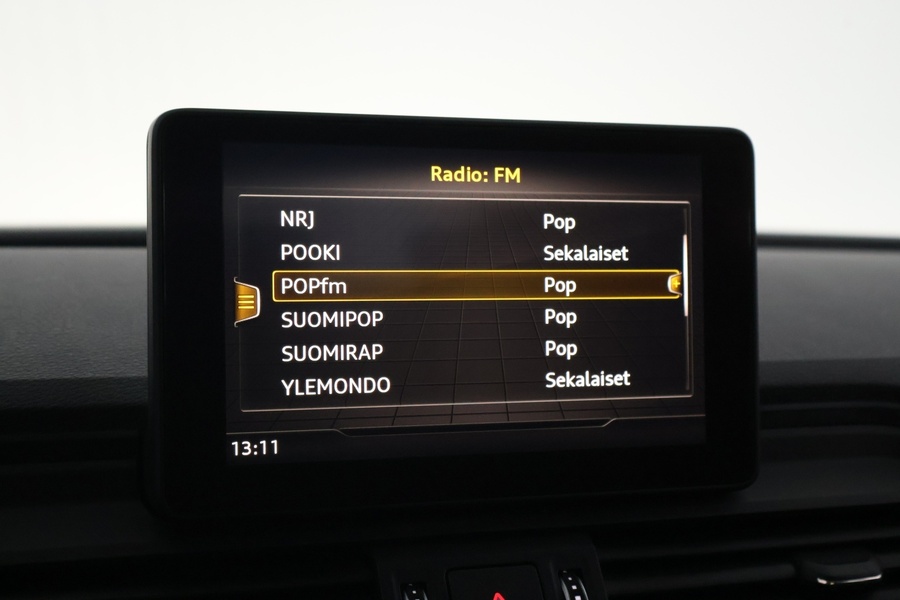 Radio: FM
NRJ Pop
POOKI Sekalaiset
POPfm Pop
SUOMIPOP Pop
SUOMIRAP Pop
YLEMONDO Sekalaiset
13:11